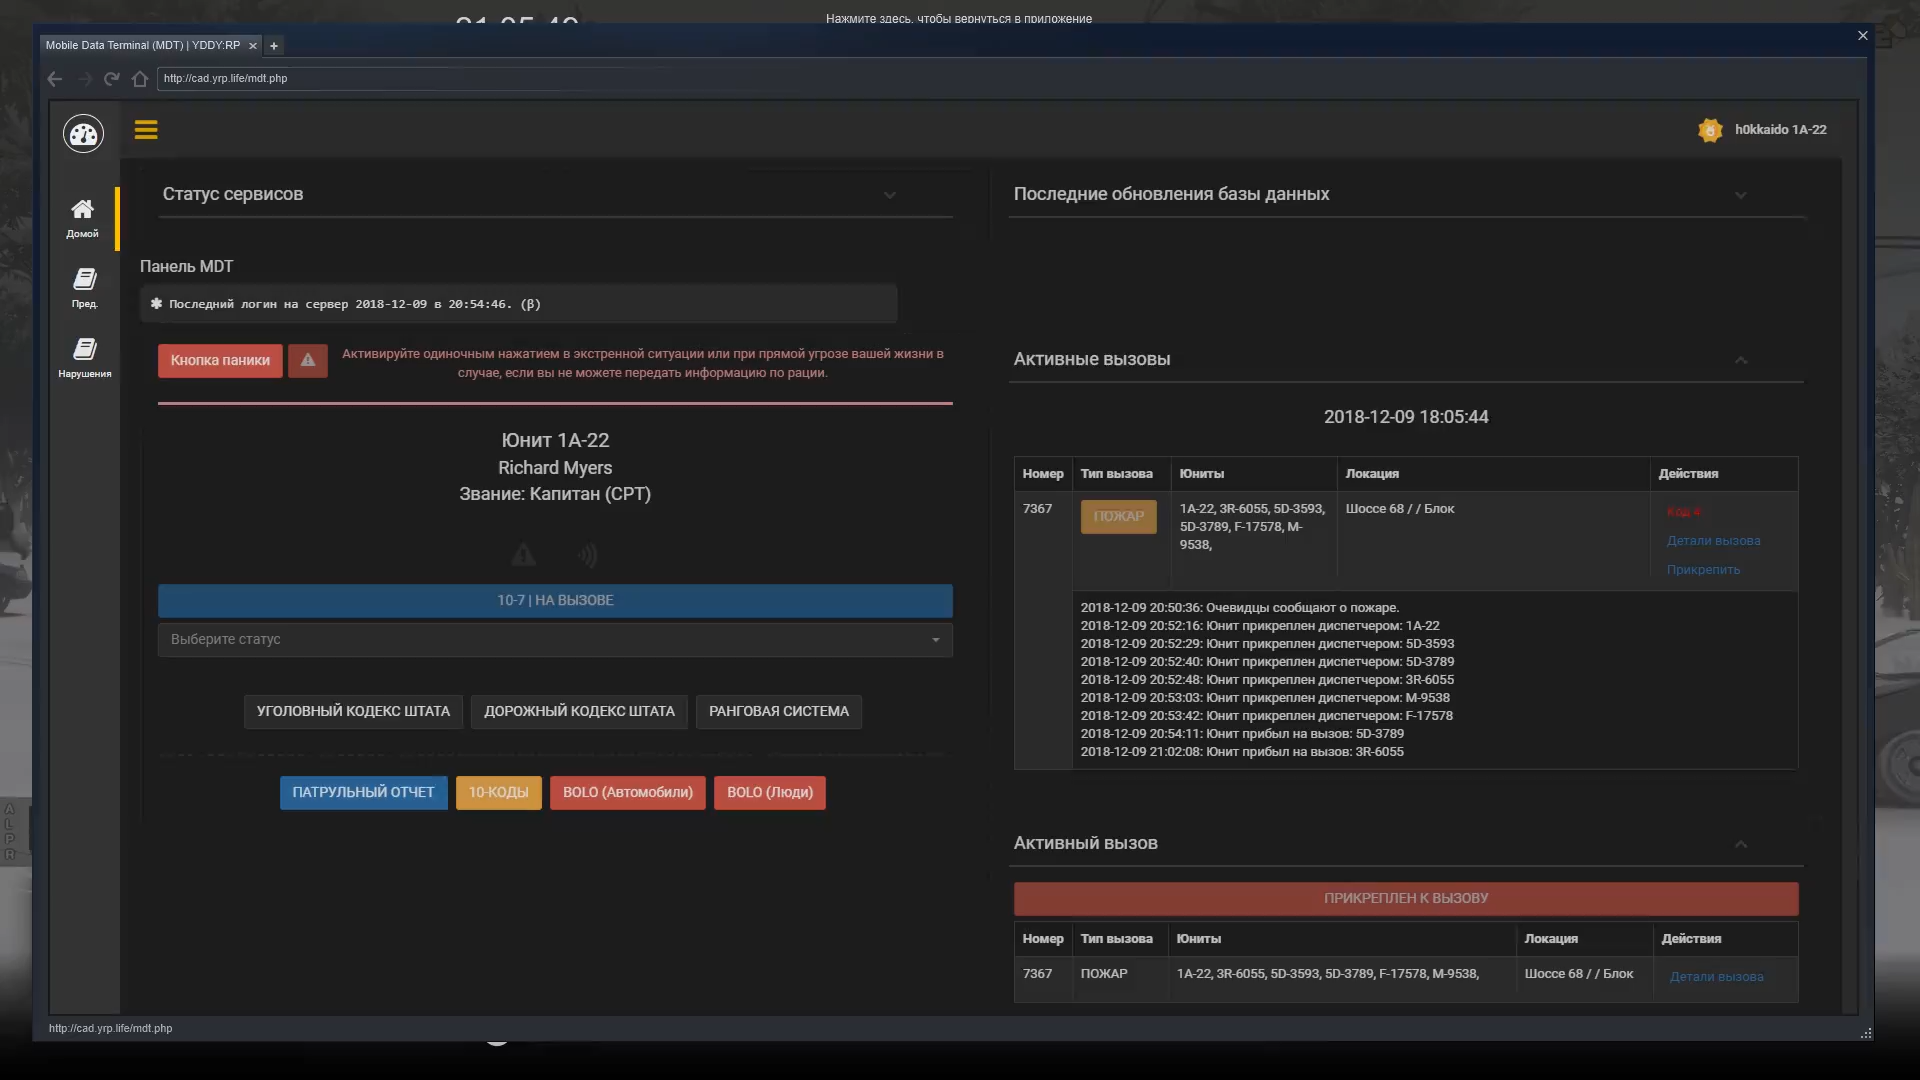 Нажмите здесь, чтобы вернуться в приложение
Mobile Data Terminal (MDT) | YDDY:RP
http://cad.yrp.life/mdt.php
h0kkaido 1A-22
Домой
Пред.
Нарушения
Статус сервисов
Панель MDT
✱ Последний логин на сервер 2018-12-09 в 20:54:46. (β)
Кнопка паники
Активируйте одиночным нажатием в экстренной ситуации или при прямой угрозе вашей жизни в
случае, если вы не можете передать информацию по рации.
Юнит 1A-22
Richard Myers
Звание: Капитан (CPT)
10-7 | НА ВЫЗОВЕ
Выберите статус
УГОЛОВНЫЙ КОДЕКС ШТАТА
ДОРОЖНЫЙ КОДЕКС ШТАТА
РАНГОВАЯ СИСТЕМА
ПАТРУЛЬНЫЙ ОТЧЕТ
10-КОДЫ
BOLO (Автомобили)
BOLO (Люди)
Последние обновления базы данных
Активные вызовы
2018-12-09 18:05:44
Номер Тип вызова Юниты Локация Действия
7367 ПОЖАР 1A-22, 3R-6055, 5D-3593, Шоссе 68 / / Блок Код 4
5D-3789, F-17578, M-
9538,
Детали вызова
Прикрепить
2018-12-09 20:50:36: Очевидцы сообщают о пожаре.
2018-12-09 20:52:16: Юнит прикреплен диспетчером: 1A-22
2018-12-09 20:52:29: Юнит прикреплен диспетчером: 5D-3593
2018-12-09 20:52:40: Юнит прикреплен диспетчером: 5D-3789
2018-12-09 20:52:48: Юнит прикреплен диспетчером: 3R-6055
2018-12-09 20:53:03: Юнит прикреплен диспетчером: M-9538
2018-12-09 20:53:42: Юнит прикреплен диспетчером: F-17578
2018-12-09 20:54:11: Юнит прибыл на вызов: 5D-3789
2018-12-09 21:02:08: Юнит прибыл на вызов: 3R-6055
Активный вызов
ПРИКРЕПЛЕН К ВЫЗОВУ
Номер Тип вызова Юниты Локация Действия
7367 ПОЖАР 1A-22, 3R-6055, 5D-3593, 5D-3789, F-17578, M-9538, Шоссе 68 / / Блок Детали вызова
ALPR
http://cad.yrp.life/mdt.php